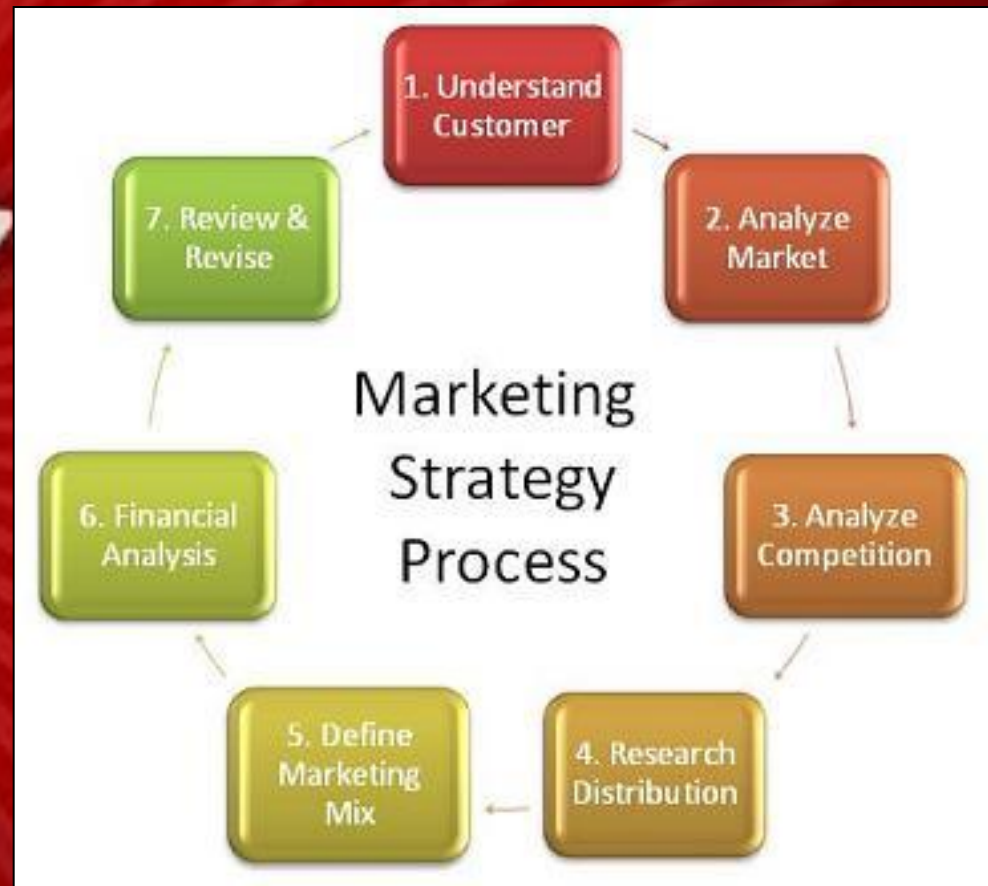 1. Understand
Customer
2. Analyze
Market
3. Analyze
Competition
4. Research
Distribution
5. Define
Marketing
Mix
6. Financial
Analysis
7. Review &
Revise
Marketing
Strategy
Process